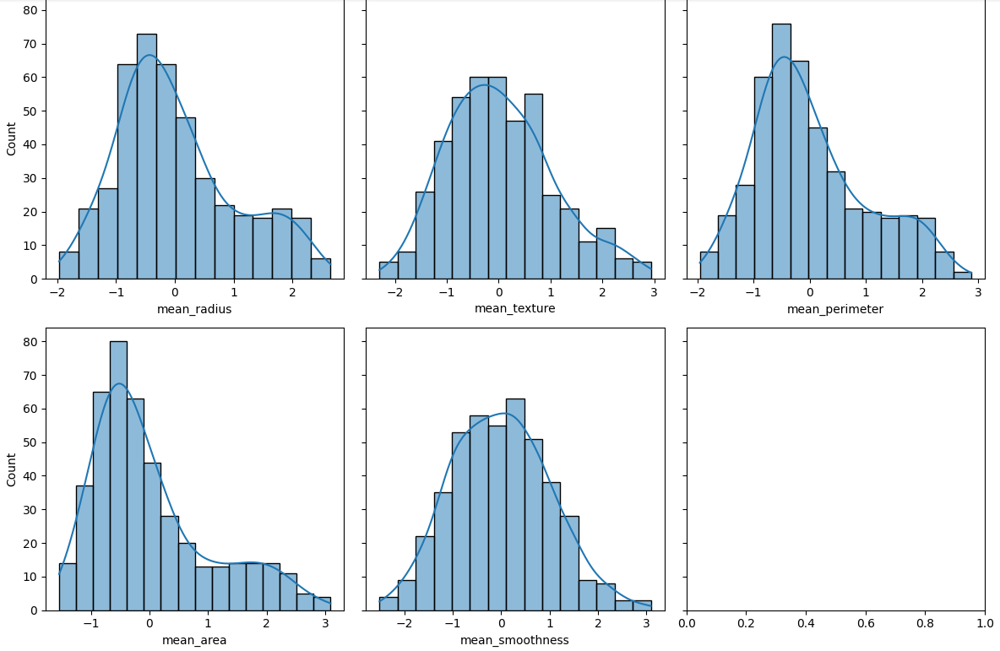 80
70
60
50
40
30
20
10
0
Count
−2 −1 0 1 2
mean_radius
−2 −1 0 1 2 3
mean_texture
−2 −1 0 1 2 3
mean_perimeter
80
70
60
50
40
30
20
10
0
Count
−1 0 1 2 3
mean_area
−2 −1 0 1 2 3
mean_smoothness
0.0 0.2 0.4 0.6 0.8 1.0